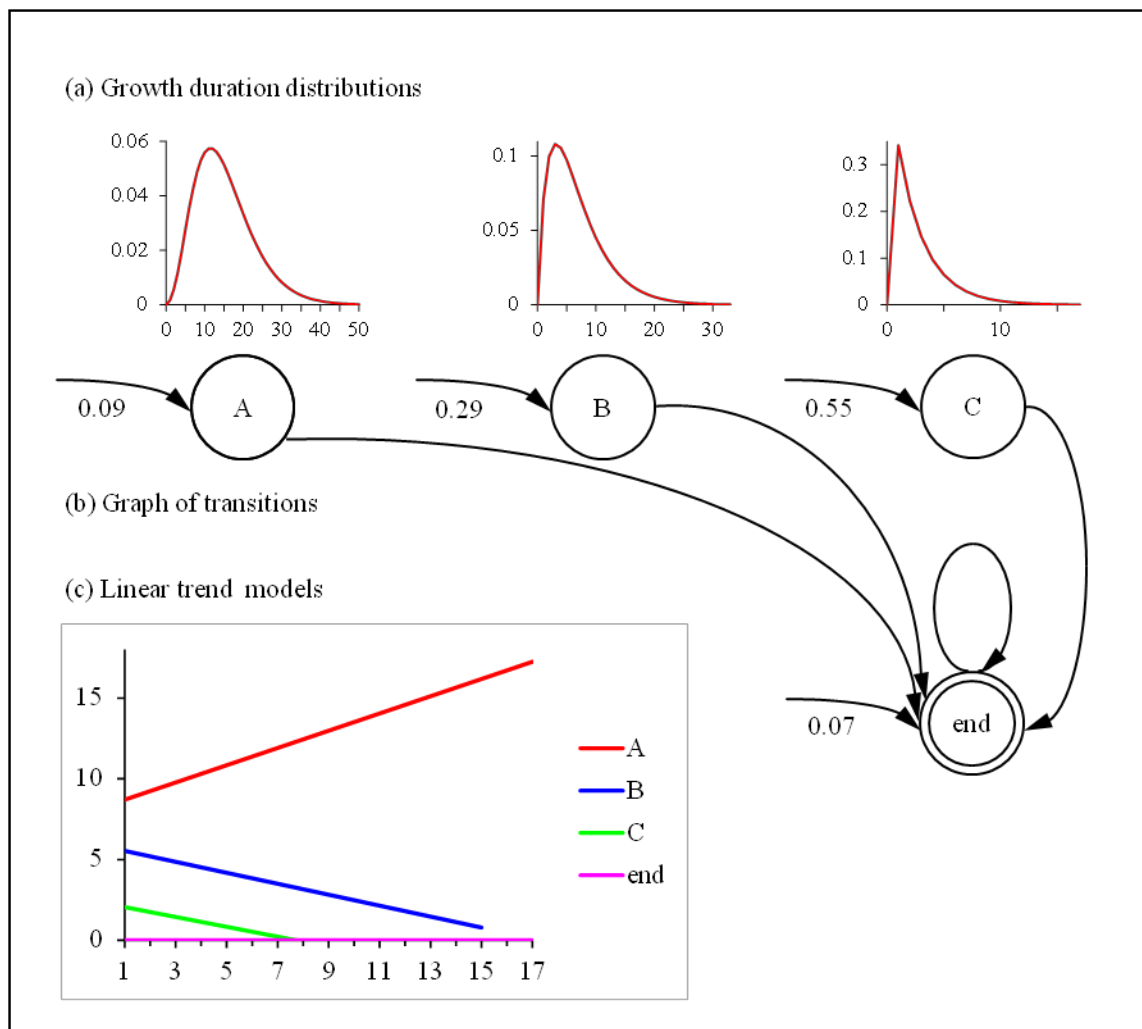 (a) Growth duration distributions
0.06
0.04
0.02
0
0 10 20 30 40 50
0.1
0.05
0
0 10 20 30
0.3
0.2
0.1
0
0 10
A
0.09
B
0.29
C
0.55
(b) Graph of transitions
(c) Linear trend models
15
10
5
0
1 3 5 7 9 11 13 15 17
A
B
C
end
0.07
end